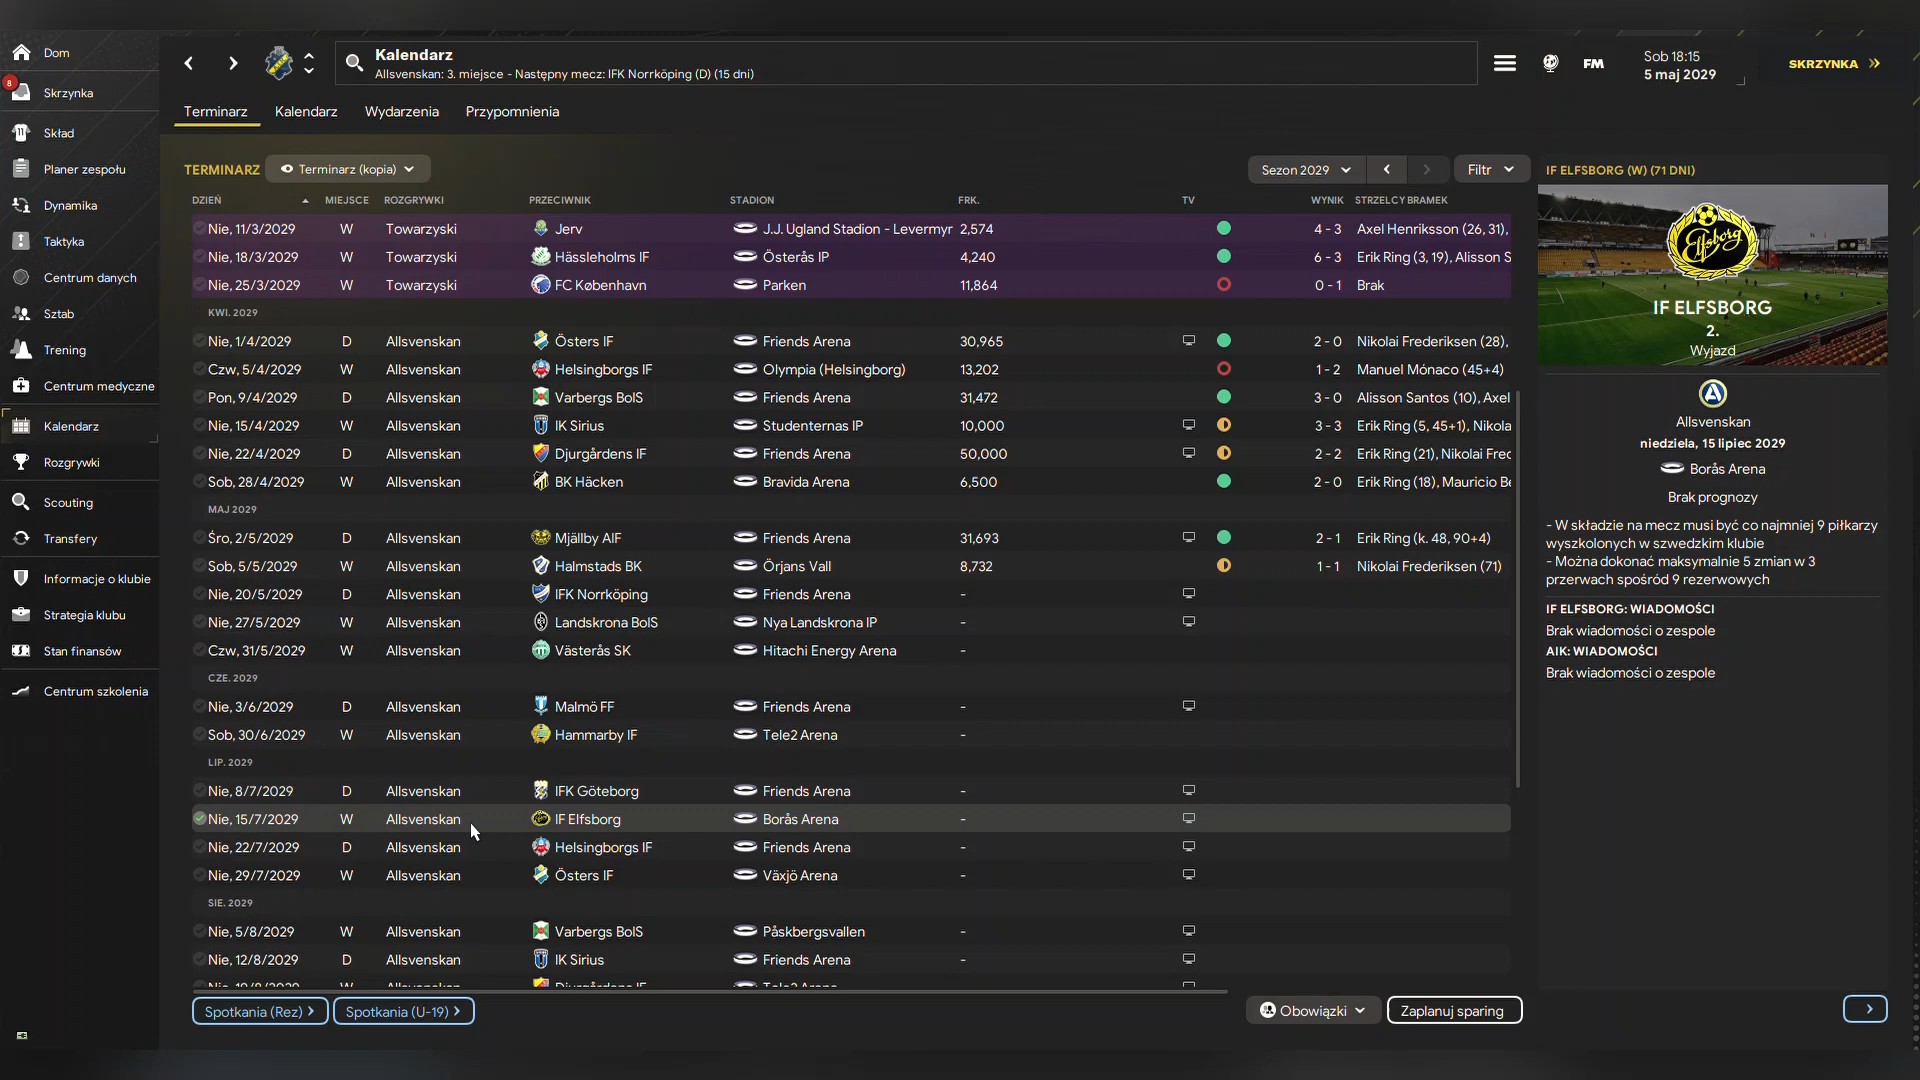 Dom
8
Skrzynka
Skład
Planer zespołu
Dynamika
Taktyka
Centrum danych
Sztab
Trening
Centrum medyczne
Kalendarz
Rozgrywki
Scouting
Transfery
Informacje o klubie
Strategia klubu
Stan finansów
Centrum szkolenia
Kalendarz
Allsvenskan: 3. miejsce - Następny mecz: IFK Norrköping (D) (15 dni)
FM
Sob 18:15
5 maj 2029
SKRZYNKA
Terminarz Kalendarz Wydarzenia Przypomnienia
TERMINARZ Terminarz (kopia)
Sezon 2029
Filtr
DZIEŃ MIEJSCE ROZGRYWKI PRZECIWNIK STADION FRK. TV WYNIK STRZELCY BRAMEK
Nie, 11/3/2029 W Towarzyski Jerv J.J. Ugland Stadion - Levermyr 2,574 4 - 3 Axel Henriksson (26, 31),
Nie, 18/3/2029 W Towarzyski Hässleholms IF Österås IP 4,240 6 - 3 Erik Ring (3, 19), Alisson S
Nie, 25/3/2029 W Towarzyski FC København Parken 11,864 0 - 1 Brak
KWI. 2029
Nie, 1/4/2029 D Allsvenskan Östers IF Friends Arena 30,965 2 - 0 Nikolai Frederiksen (28),
Czw, 5/4/2029 W Allsvenskan Helsingborgs IF Olympia (Helsingborg) 13,202 1 - 2 Manuel Mónaco (45+4)
Pon, 9/4/2029 D Allsvenskan Varbergs BoIS Friends Arena 31,472 3 - 0 Alisson Santos (10), Axel
Nie, 15/4/2029 W Allsvenskan IK Sirius Studenternas IP 10,000 3 - 3 Erik Ring (5, 45+1), Nikola
Nie, 22/4/2029 D Allsvenskan Djurgårdens IF Friends Arena 50,000 2 - 2 Erik Ring (21), Nikolai Fred
Sob, 28/4/2029 W Allsvenskan BK Häcken Bravida Arena 6,500 2 - 0 Erik Ring (18), Mauricio Be
MAJ 2029
Śro, 2/5/2029 D Allsvenskan Mjällby AIF Friends Arena 31,693 2 - 1 Erik Ring (k. 48, 90+4)
Sob, 5/5/2029 W Allsvenskan Halmstads BK Örjans Vall 8,732 1 - 1 Nikolai Frederiksen (71)
Nie, 20/5/2029 D Allsvenskan IFK Norrköping Friends Arena -
Nie, 27/5/2029 W Allsvenskan Landskrona BoIS Nya Landskrona IP -
Czw, 31/5/2029 W Allsvenskan Västerås SK Hitachi Energy Arena -
CZE. 2029
Nie, 3/6/2029 D Allsvenskan Malmö FF Friends Arena -
Sob, 30/6/2029 W Allsvenskan Hammarby IF Tele2 Arena -
LIP. 2029
Nie, 8/7/2029 D Allsvenskan IFK Göteborg Friends Arena -
Nie, 15/7/2029 W Allsvenskan IF Elfsborg Borås Arena -
Nie, 22/7/2029 D Allsvenskan Helsingborgs IF Friends Arena -
Nie, 29/7/2029 W Allsvenskan Östers IF Växjö Arena -
SIE. 2029
Nie, 5/8/2029 W Allsvenskan Varbergs BoIS Påskbergsvallen -
Nie, 12/8/2029 D Allsvenskan IK Sirius Friends Arena -
Nie, 19/8/2029 W Allsvenskan Djurgårdens IF Tele2 Arena
Spotkania (Rez) Spotkania (U-19)
Obowiązki
Zaplanuj sparing
IF ELFSBORG (W) (71 DNI)
Elfsborg
IF ELFSBORG
2.
Wyjazd
Allsvenskan
niedziela, 15 lipiec 2029
Borås Arena
Brak prognozy
- W składzie na mecz musi być co najmniej 9 piłkarzy
wyszkolonych w szwedzkim klubie
- Można dokonać maksymalnie 5 zmian w 3
przerwach spośród 9 rezerwowych
IF ELFSBORG: WIADOMOŚCI
Brak wiadomości o zespole
AIK: WIADOMOŚCI
Brak wiadomości o zespole